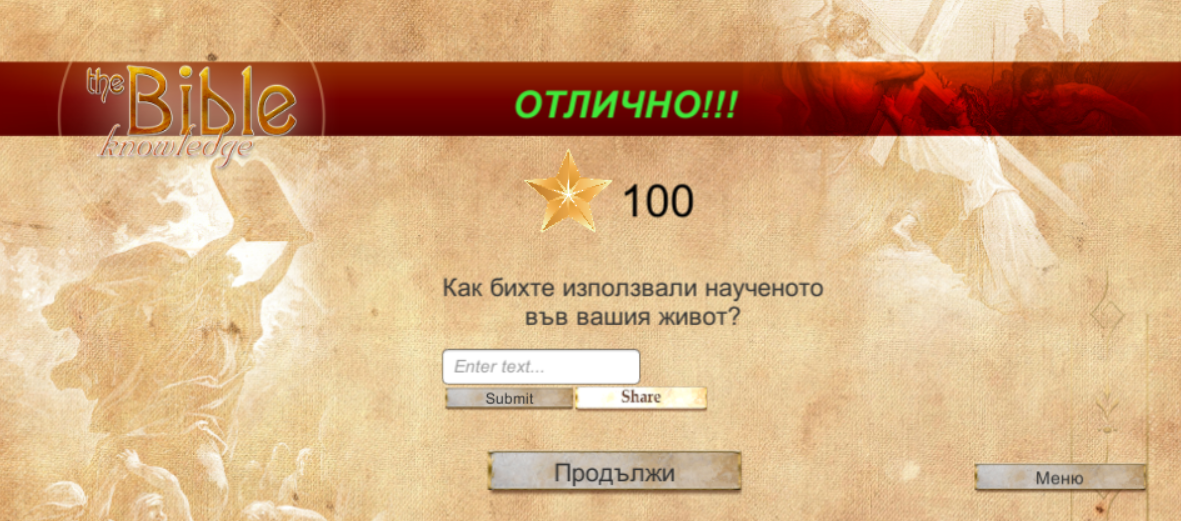 the Bible
knowledge
ОТЛИЧНО!!!
100
Как бихте използвали наученото
във вашия живот?
Enter text...
Submit Share
Продължи
Меню